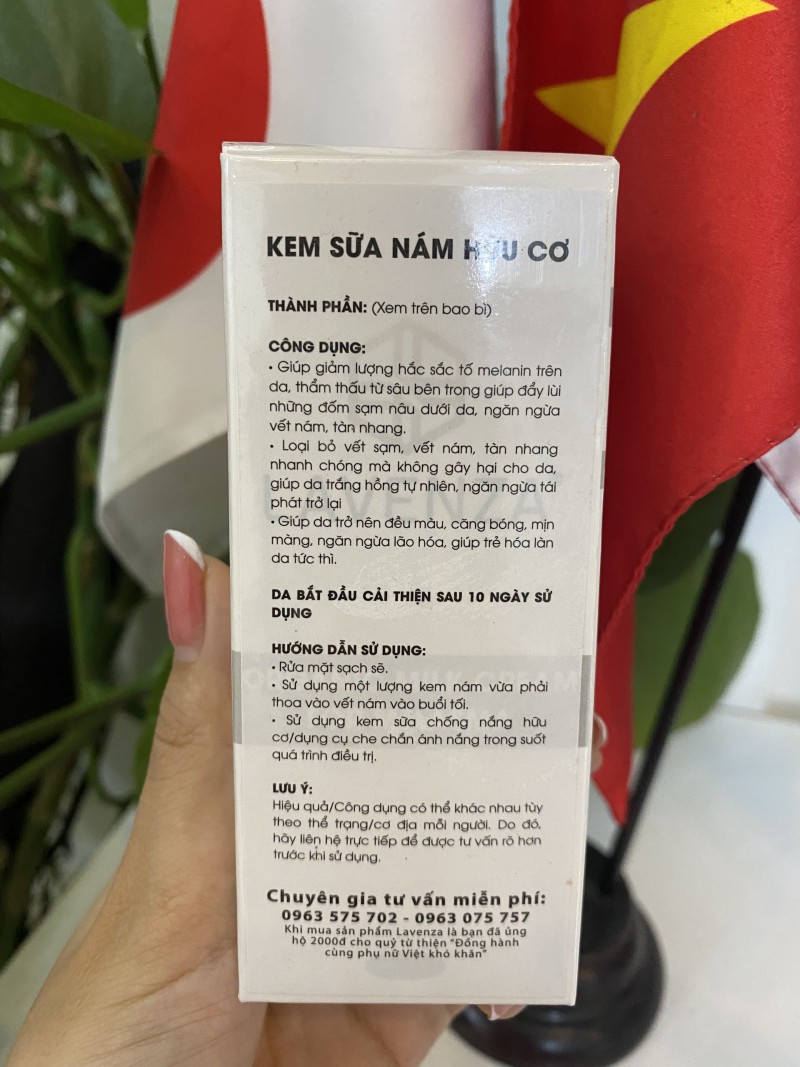 KEM SỮA NÁM HỮU CƠ
THÀNH PHẦN: (Xem trên bao bì)
CÔNG DỤNG:
• Giúp giảm lượng hắc sắc tố melanin trên
da, thẩm thấu từ sâu bên trong giúp đẩy lùi
những đốm sạm nâu dưới da, ngăn ngừa
vết nám, tàn nhang.
• Loại bỏ vết sạm, vết nám, tàn nhang
nhanh chóng mà không gây hại cho da,
giúp da trắng hồng tự nhiên, ngăn ngừa tái
phát trở lại
• Giúp da trở nên đều màu, căng bóng, mịn
màng, ngăn ngừa lão hóa, giúp trẻ hóa làn
da tức thì.
DA BẮT ĐẦU CẢI THIỆN SAU 10 NGÀY SỬ
DỤNG
HƯỚNG DẪN SỬ DỤNG:
• Rửa mặt sạch sẽ.
• Sử dụng một lượng kem nám vừa phải
thoa vào vết nám vào buổi tối.
• Sử dụng kem sữa chống nắng hữu
cơ/dụng cụ che chắn ánh nắng trong suốt
quá trình điều trị.
LƯU Ý:
Hiệu quả/Công dụng có thể khác nhau tùy
theo thể trạng/cơ địa mỗi người. Do đó,
hãy liên hệ trực tiếp để được tư vấn rõ hơn
trước khi sử dụng.
Chuyên gia tư vấn miễn phí:
0963 575 702 - 0963 075 757
Khi mua sản phẩm Lavenza là bạn đã ủng
hộ 2000đ cho quỹ từ thiện "Đồng hành
cùng phụ nữ Việt khó khăn"